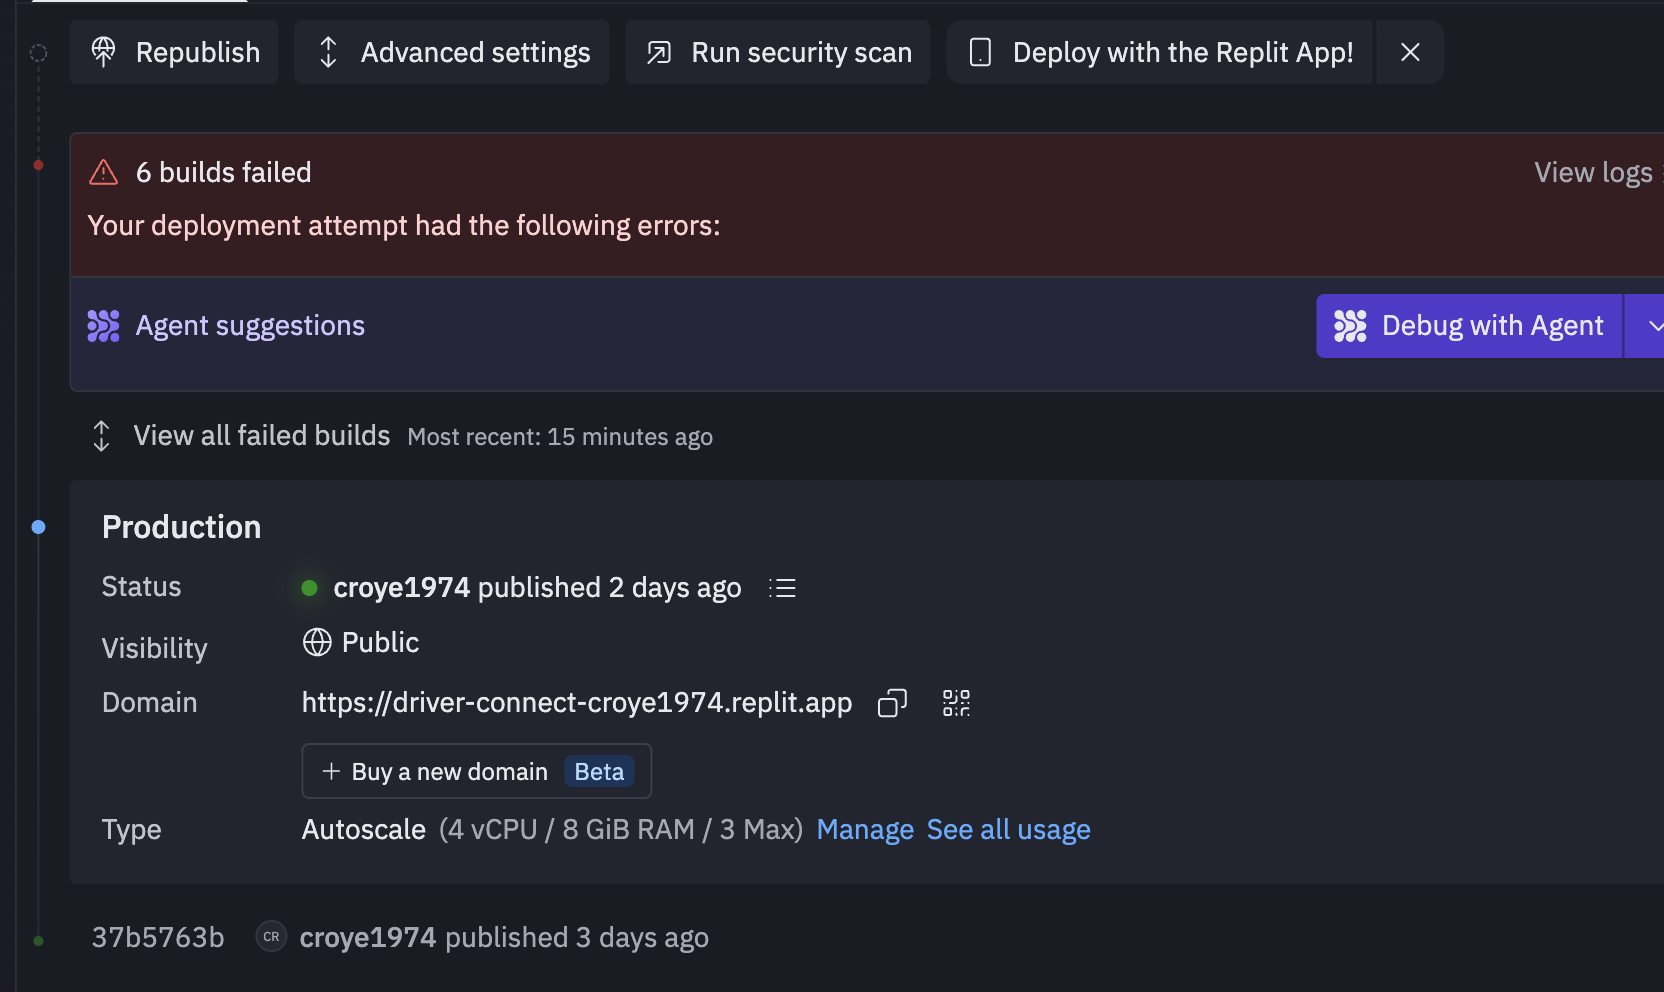 Republish Advanced settings Run security scan Deploy with the Replit App!
6 builds failed View logs
Your deployment attempt had the following errors:
Agent suggestions Debug with Agent
View all failed builds Most recent: 15 minutes ago
Production
Status croye1974 published 2 days ago
Visibility Public
Domain https://driver-connect-croye1974.replit.app
+ Buy a new domain Beta
Type Autoscale (4 vCPU / 8 GiB RAM / 3 Max) Manage See all usage
37b5763b CR croye1974 published 3 days ago